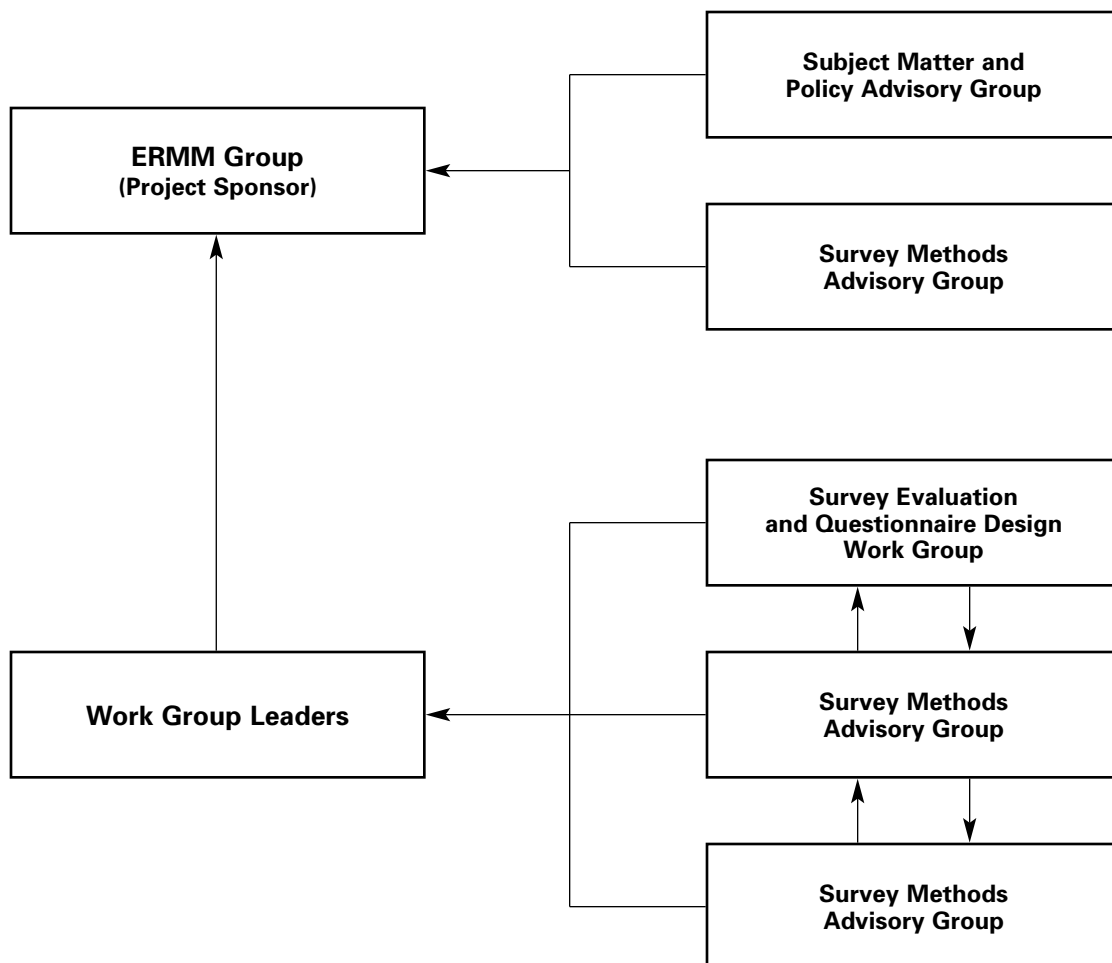 Subject Matter and
Policy Advisory Group
ERMM Group
(Project Sponsor)
Survey Methods
Advisory Group
Survey Evaluation
and Questionnaire Design
Work Group
Work Group Leaders
Survey Methods
Advisory Group
Survey Methods
Advisory Group